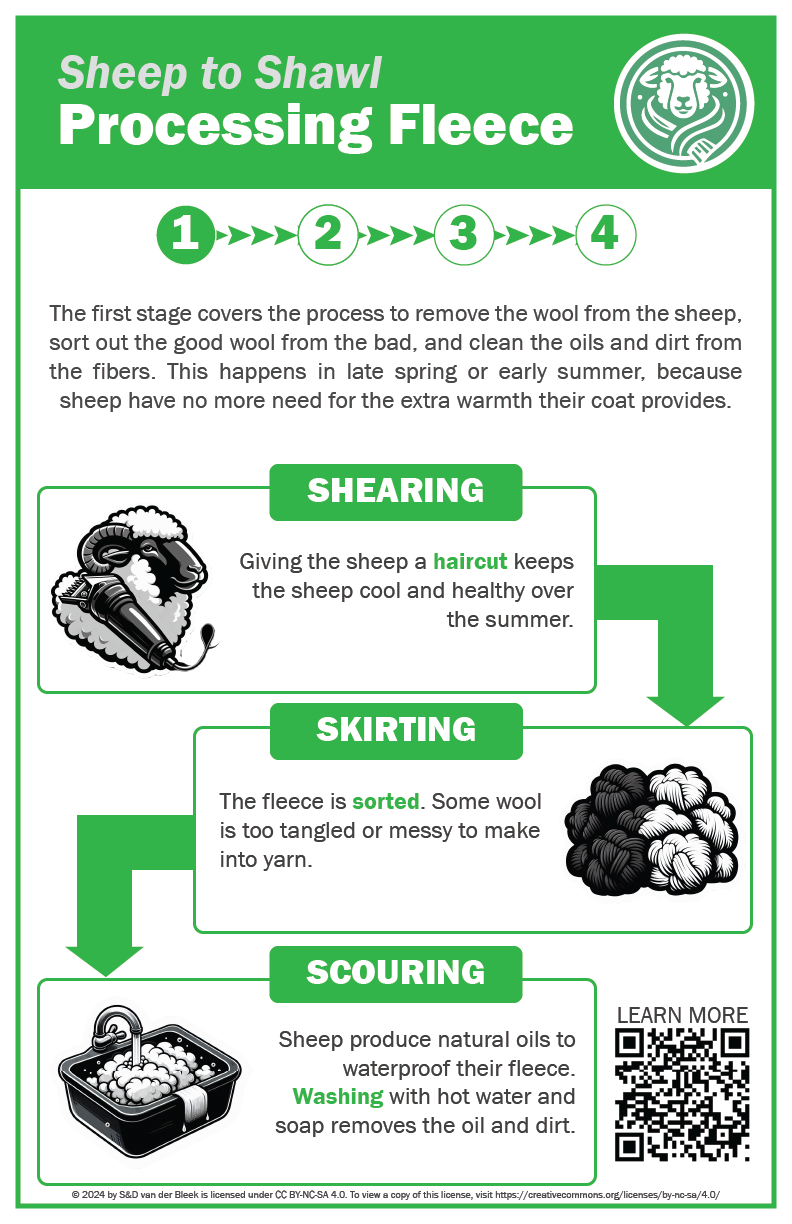 Sheep to Shawl
Processing Fleece
1 2 3 4
The first stage covers the process to remove the wool from the sheep,
sort out the good wool from the bad, and clean the oils and dirt from
the fibers. This happens in late spring or early summer, because
sheep have no more need for the extra warmth their coat provides.
SHEARING
Giving the sheep a haircut keeps
the sheep cool and healthy over
the summer.
SKIRTING
The fleece is sorted. Some wool
is too tangled or messy to make
into yarn.
SCOURING
Sheep produce natural oils to
waterproof their fleece.
Washing with hot water and
soap removes the oil and dirt.
LEARN MORE
© 2024 by S&D van der Bleek is licensed under CC BY-NC-SA 4.0. To view a copy of this license, visit https://creativecommons.org/licenses/by-nc-sa/4.0/